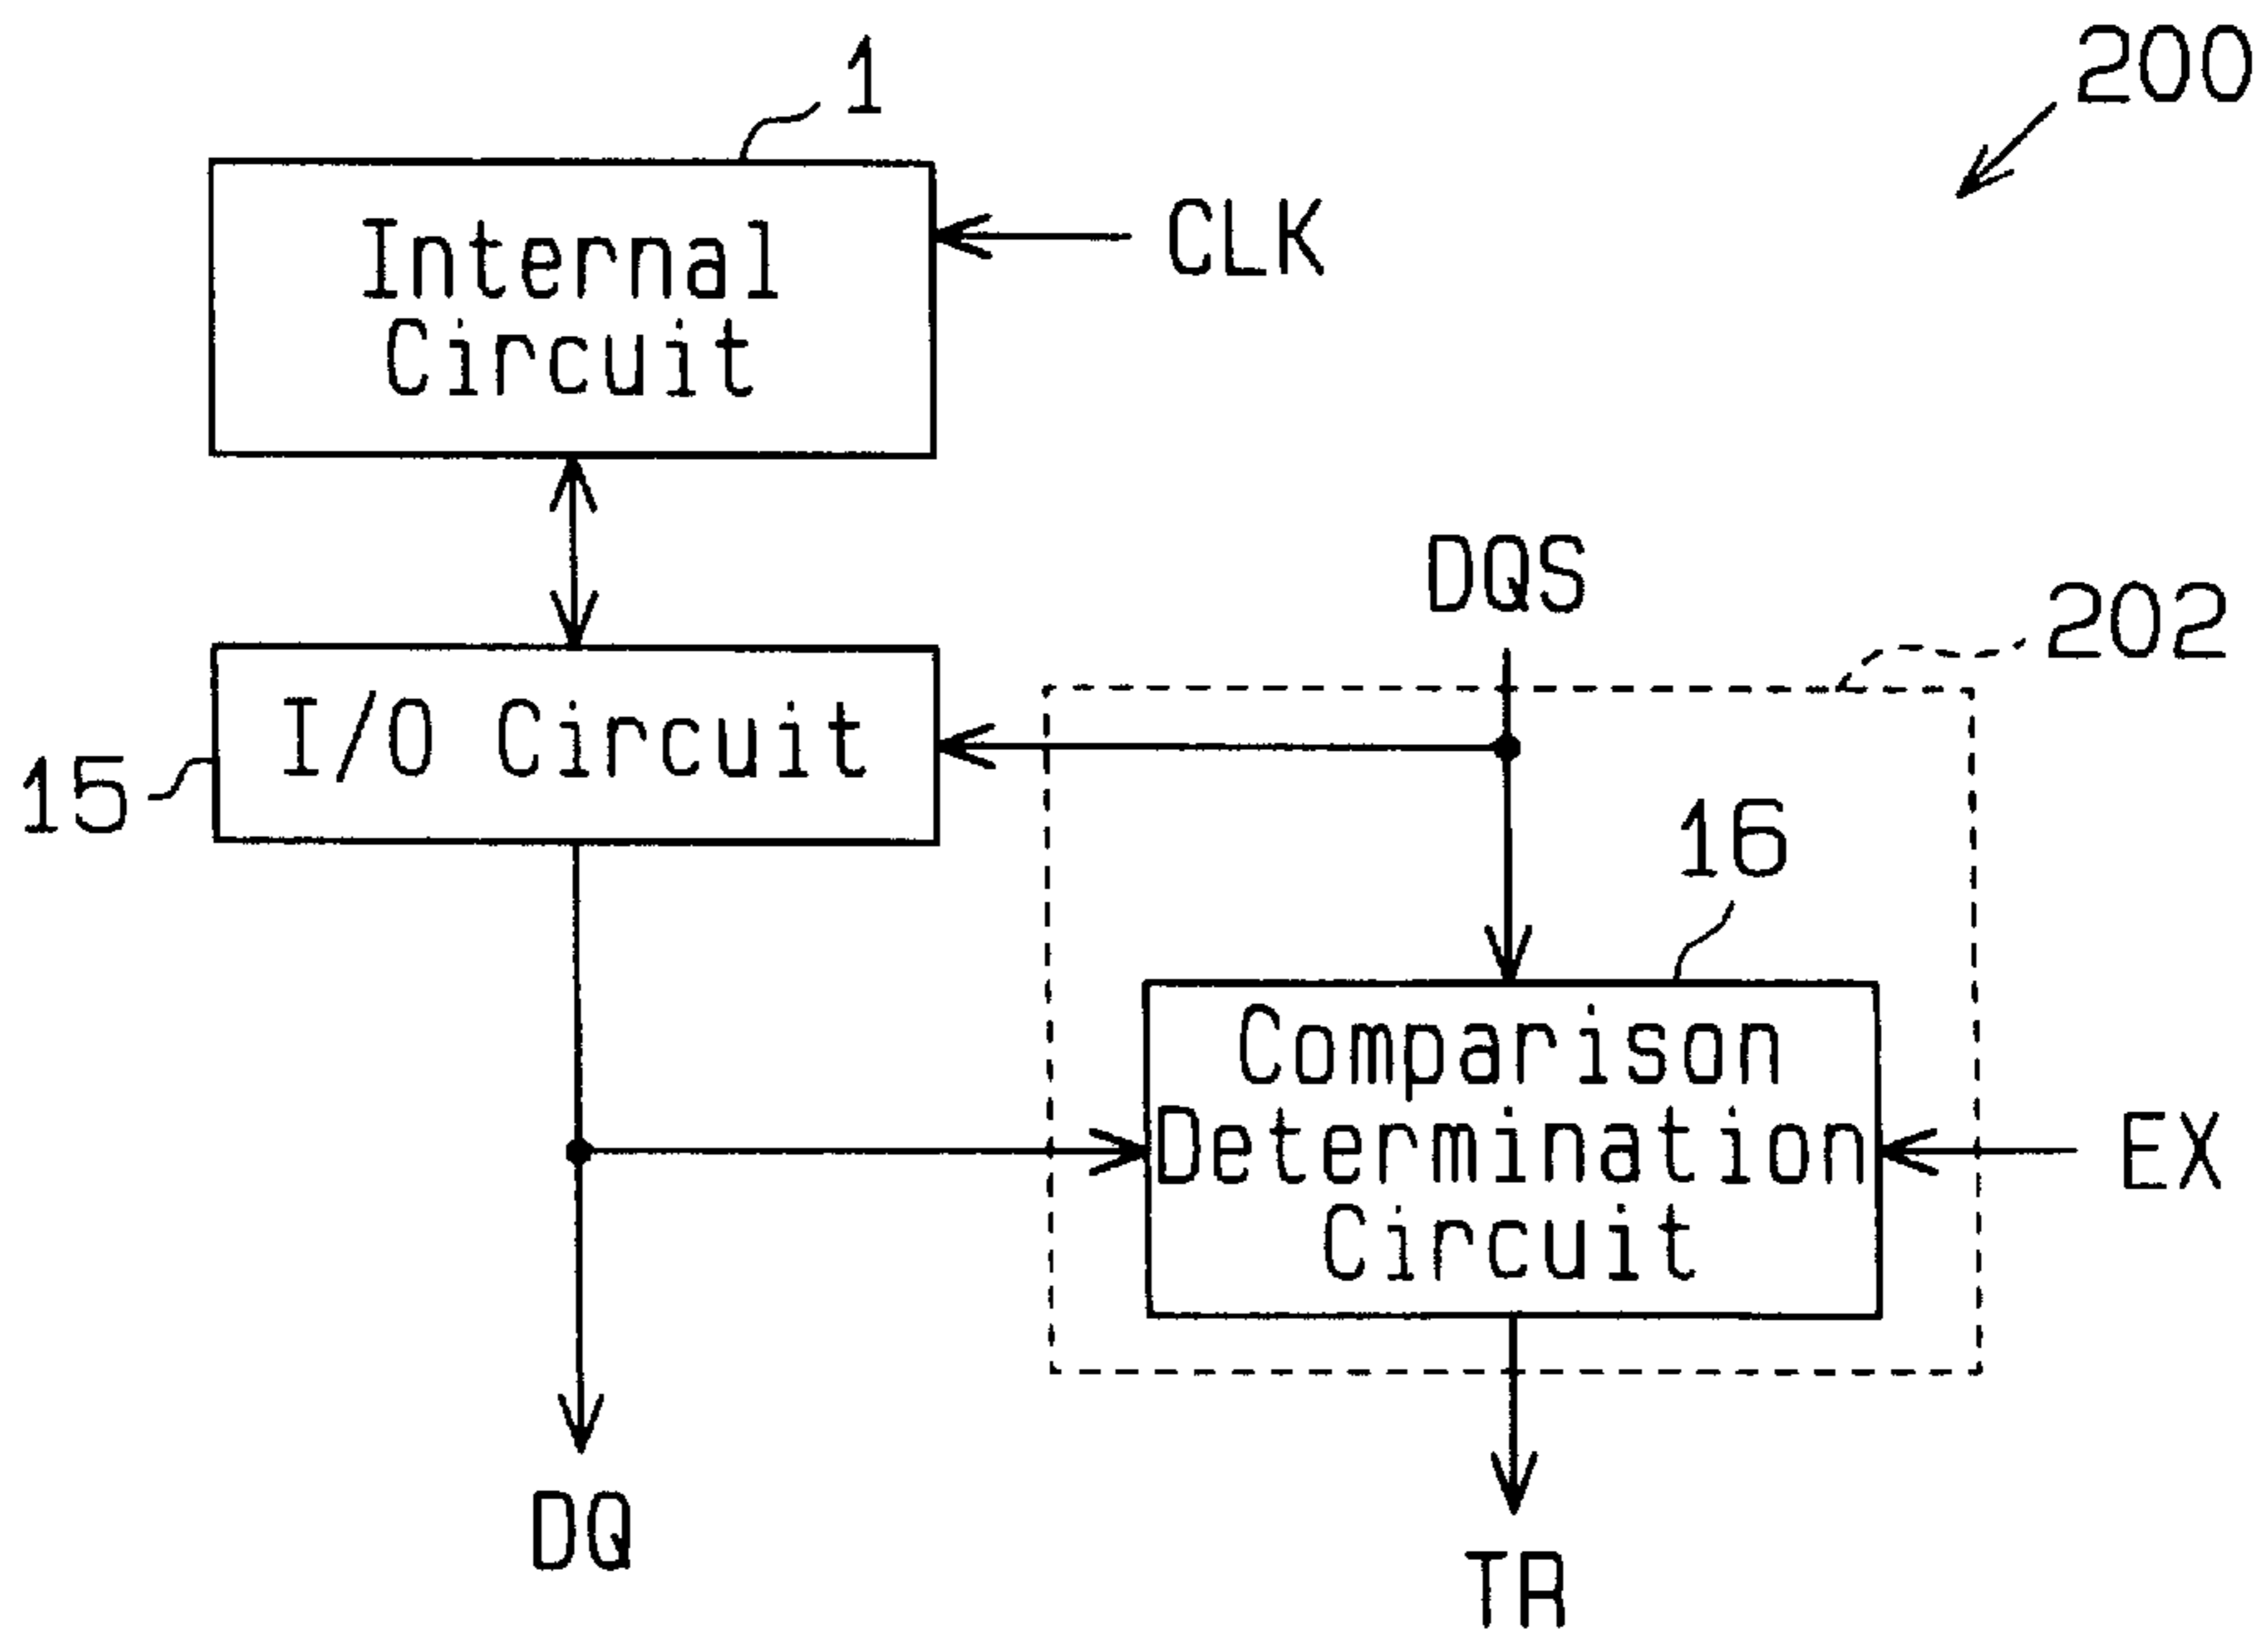 200
1
Internal
Circuit
CLK
DQS
202
I/O Circuit
15
16
Comparison
Determination
Circuit
EX
DQ
TR